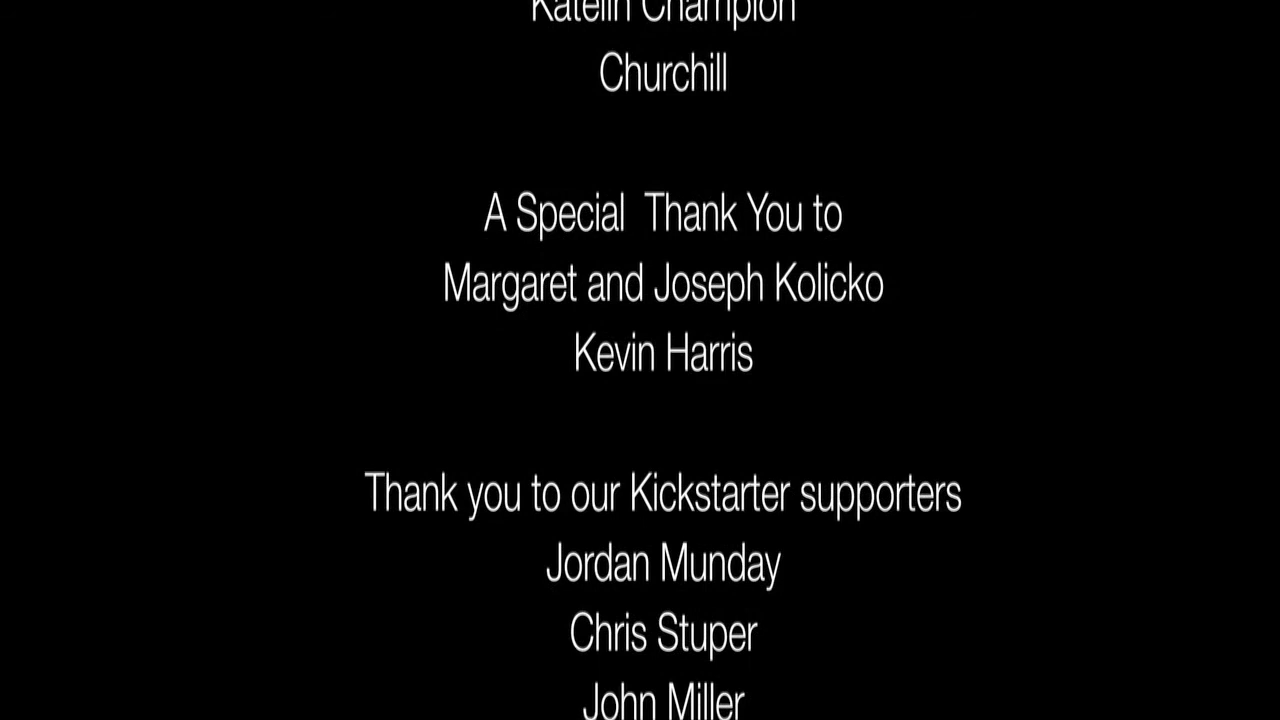 Katelin Champion
Churchill
A Special  Thank You to
Margaret and Joseph Kolicko
Kevin Harris
Thank you to our Kickstarter supporters
Jordan Munday
Chris Stuper
John Miller